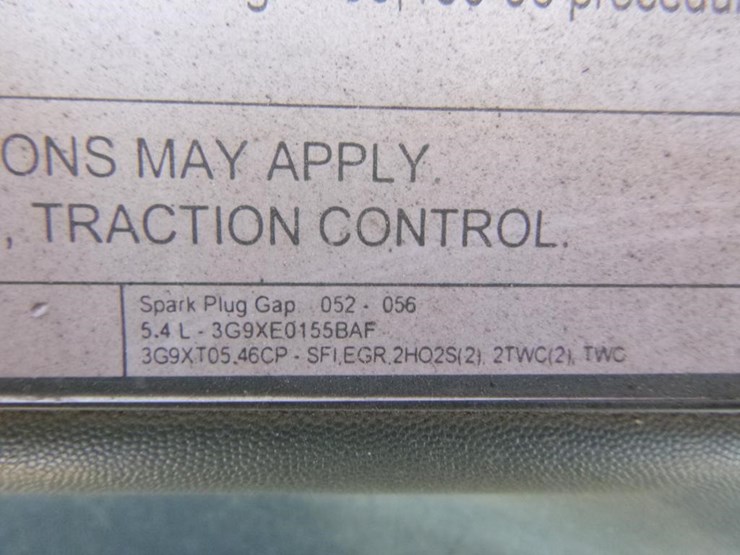 ONS MAY APPLY.
, TRACTION CONTROL.
Spark Plug Gap .052 - .056
5.4 L - 3G9XE0155BAF
3G9XT05.46CP - SFI,EGR,2HO2S(2), 2TWC(2), TWC